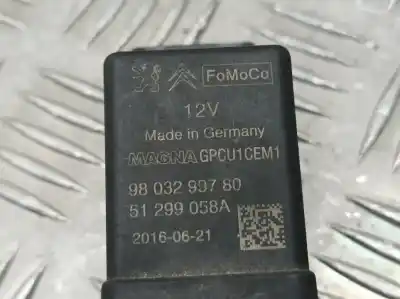 FoMoCo
12V
Made in Germany
MAGNA GPCU1CEM1
98 032 997 80
51 299 058A
2016-06-21